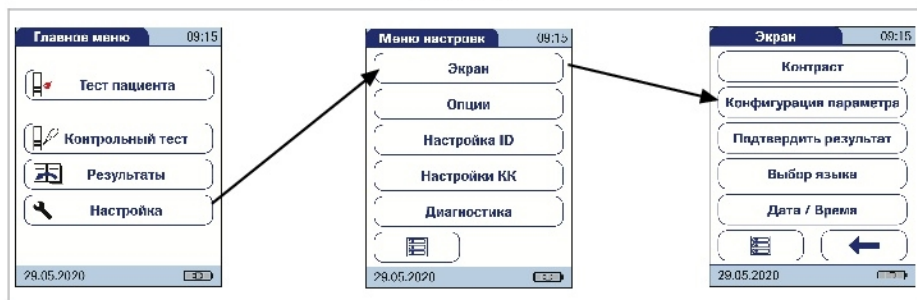 Главное меню 09:15
Тест пациента
Контрольный тест
Результаты
Настройка
29.05.2020
Меню настроек 09:15
Экран
Опции
Настройка ID
Настройки КК
Диагностика
29.05.2020
Экран 09:15
Контраст
Конфигурация параметра
Подтвердить результат
Выбор языка
Дата / Время
29.05.2020